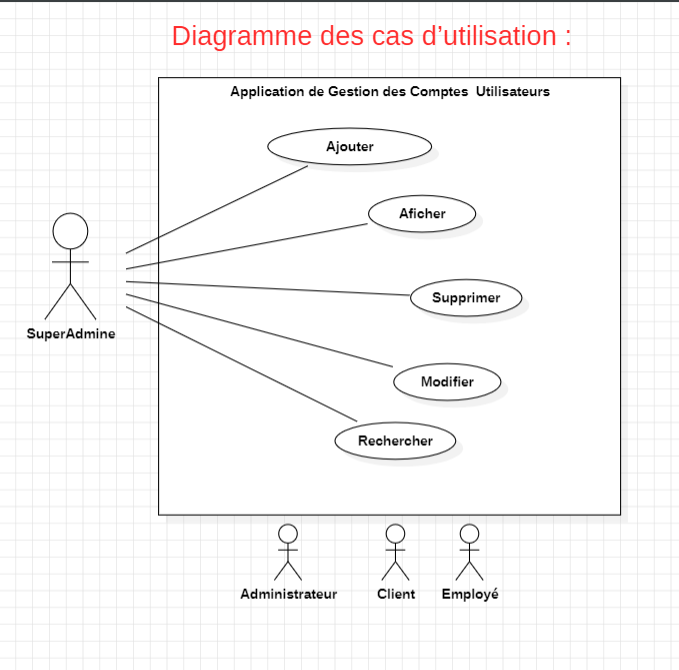 Diagramme des cas d’utilisation :
Application de Gestion des Comptes Utilisateurs
Ajouter
Aficher
Supprimer
SuperAdmine
Modifier
Rechercher
Administrateur Client Employé